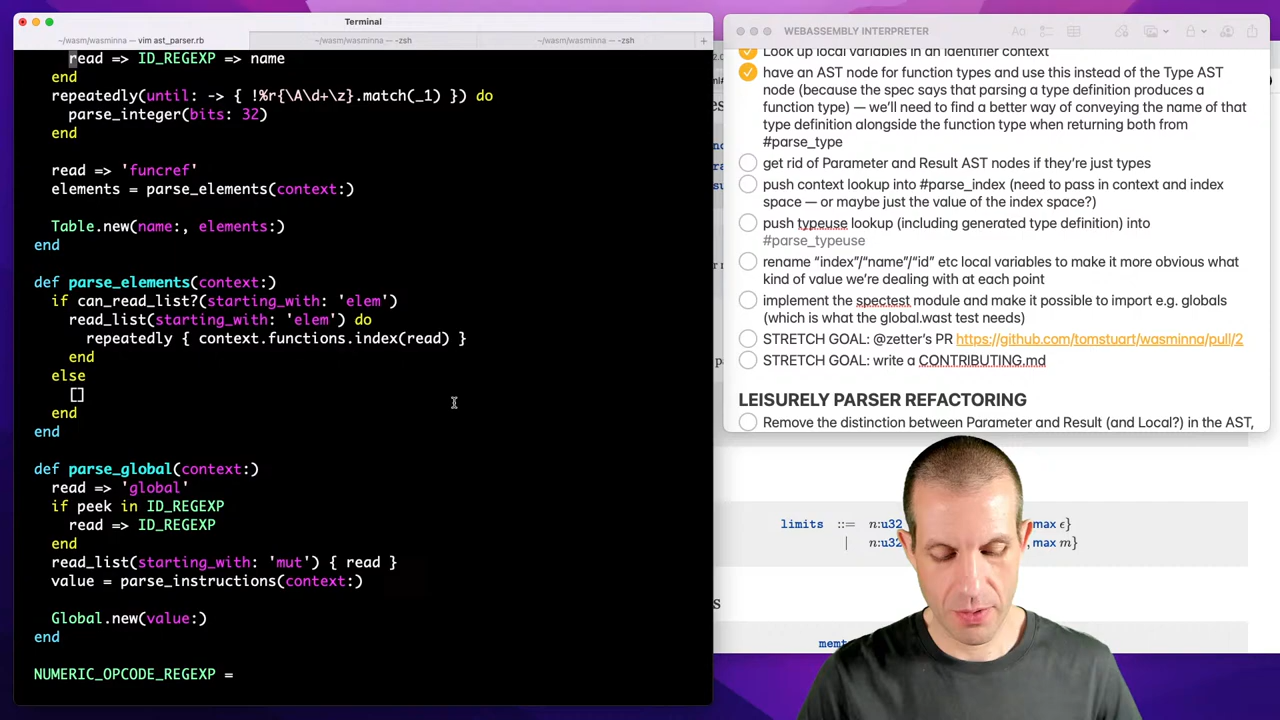 Terminal
~/wasm/wasminna — vim ast_parser.rb
~/wasm/wasminna — -zsh
~/wasm/wasminna — -zsh
read => ID_REGEXP => name
end
repeatedly(until: -> { !%r{\A\d+\z}.match(_1) }) do
parse_integer(bits: 32)
end
read => 'funcref'
elements = parse_elements(context:)
Table.new(name:, elements:)
end
def parse_elements(context:)
if can_read_list?(starting_with: 'elem')
read_list(starting_with: 'elem') do
repeatedly { context.functions.index(read) }
end
else
[]
end
end
def parse_global(context:)
read => 'global'
if peek in ID_REGEXP
read => ID_REGEXP
end
read_list(starting_with: 'mut') { read }
value = parse_instructions(context:)
Global.new(value:)
end
NUMERIC_OPCODE_REGEXP =
WEBASSEMBLY INTERPRETER
Look up local variables in an identifier context
have an AST node for function types and use this instead of the Type AST
node (because the spec says that parsing a type definition produces a
function type) — we'll need to find a better way of conveying the name of that
type definition alongside the function type when returning both from
#parse_type
get rid of Parameter and Result AST nodes if they're just types
push context lookup into #parse_index (need to pass in context and index
space — or maybe just the value of the index space?)
push typeuse lookup (including generated type definition) into
#parse_typeuse
rename “index”/“name”/“id” etc local variables to make it more obvious what
kind of value we're dealing with at each point
implement the spectest module and make it possible to import e.g. globals
(which is what the global.wast test needs)
STRETCH GOAL: @zetter's PR https://github.com/tomstuart/wasminna/pull/2
STRETCH GOAL: write a CONTRIBUTING.md
LEISURELY PARSER REFACTORING
Remove the distinction between Parameter and Result (and Local?) in the AST,
limits ::= n:u32 , max ϵ}
| n:u32 , max m}
memt